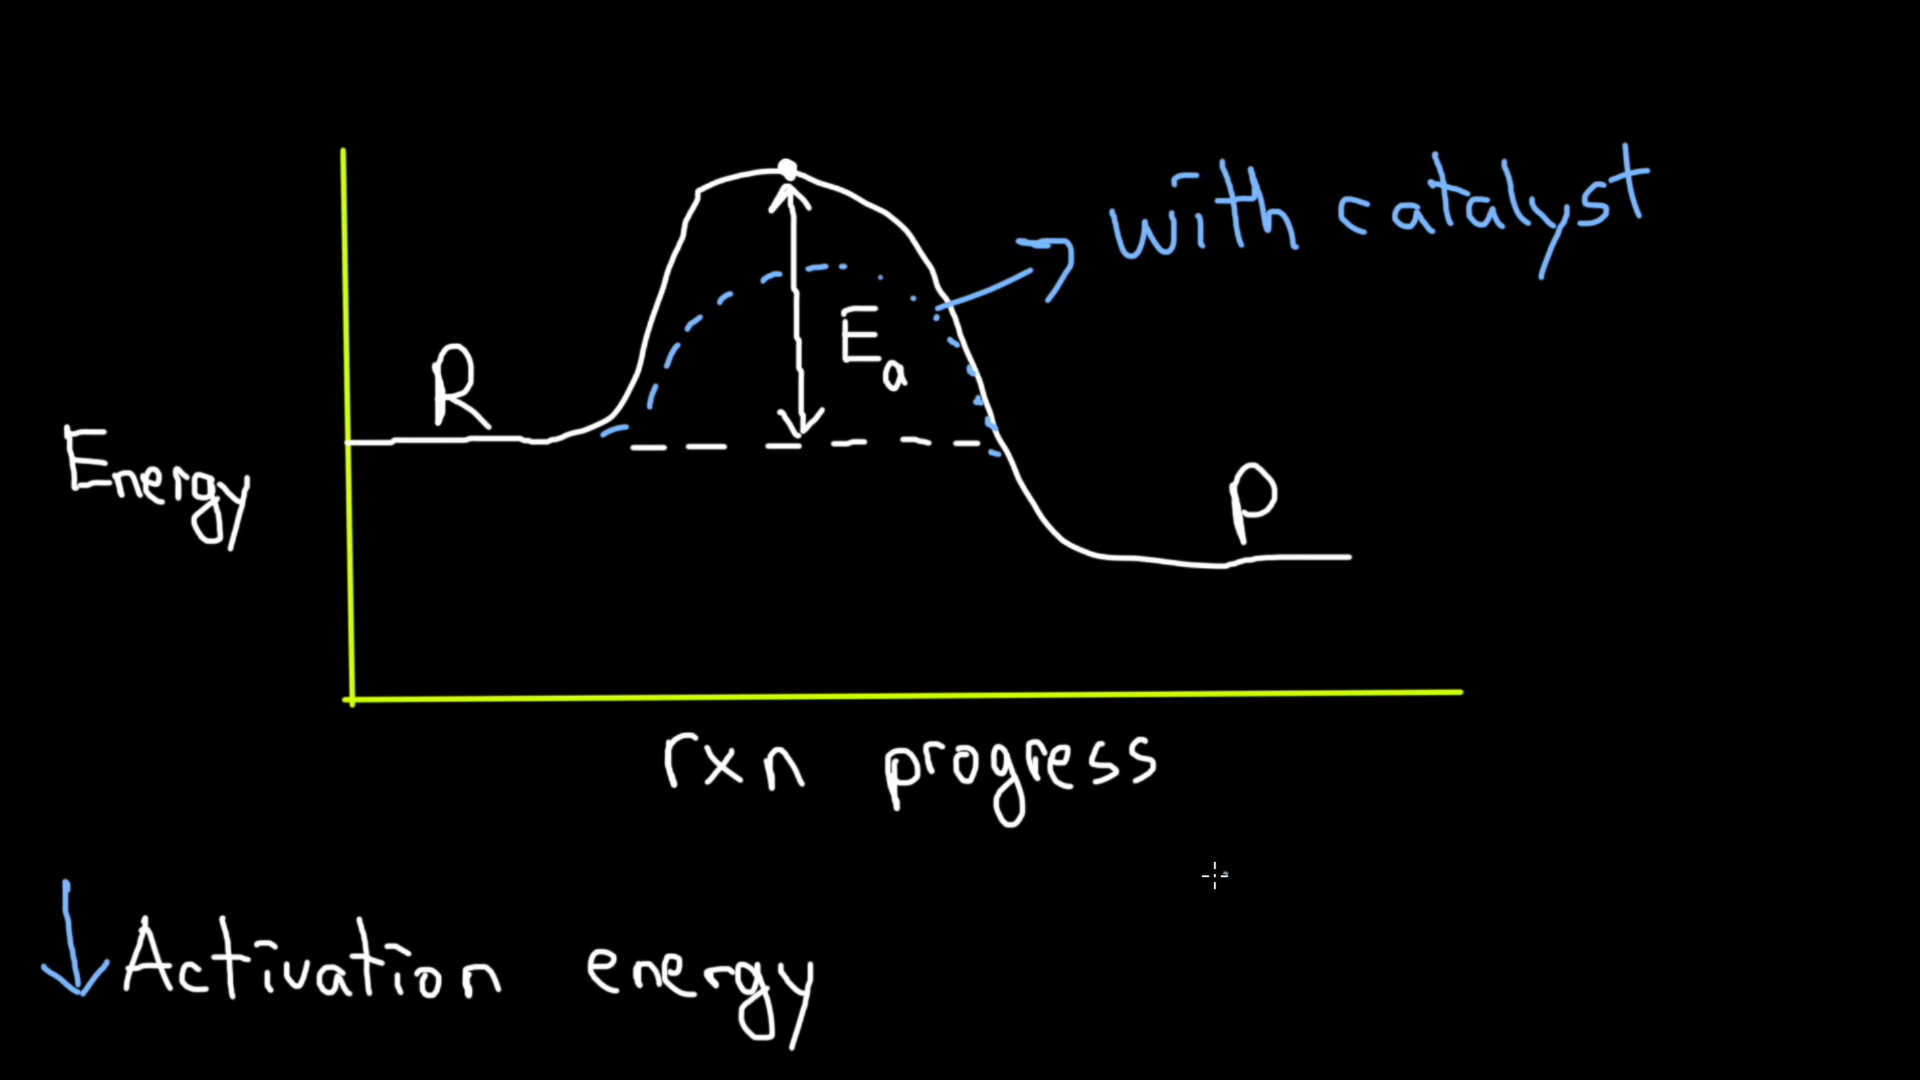 with catalyst
Ea
R
Energy
P
rxn progress
↓ Activation energy